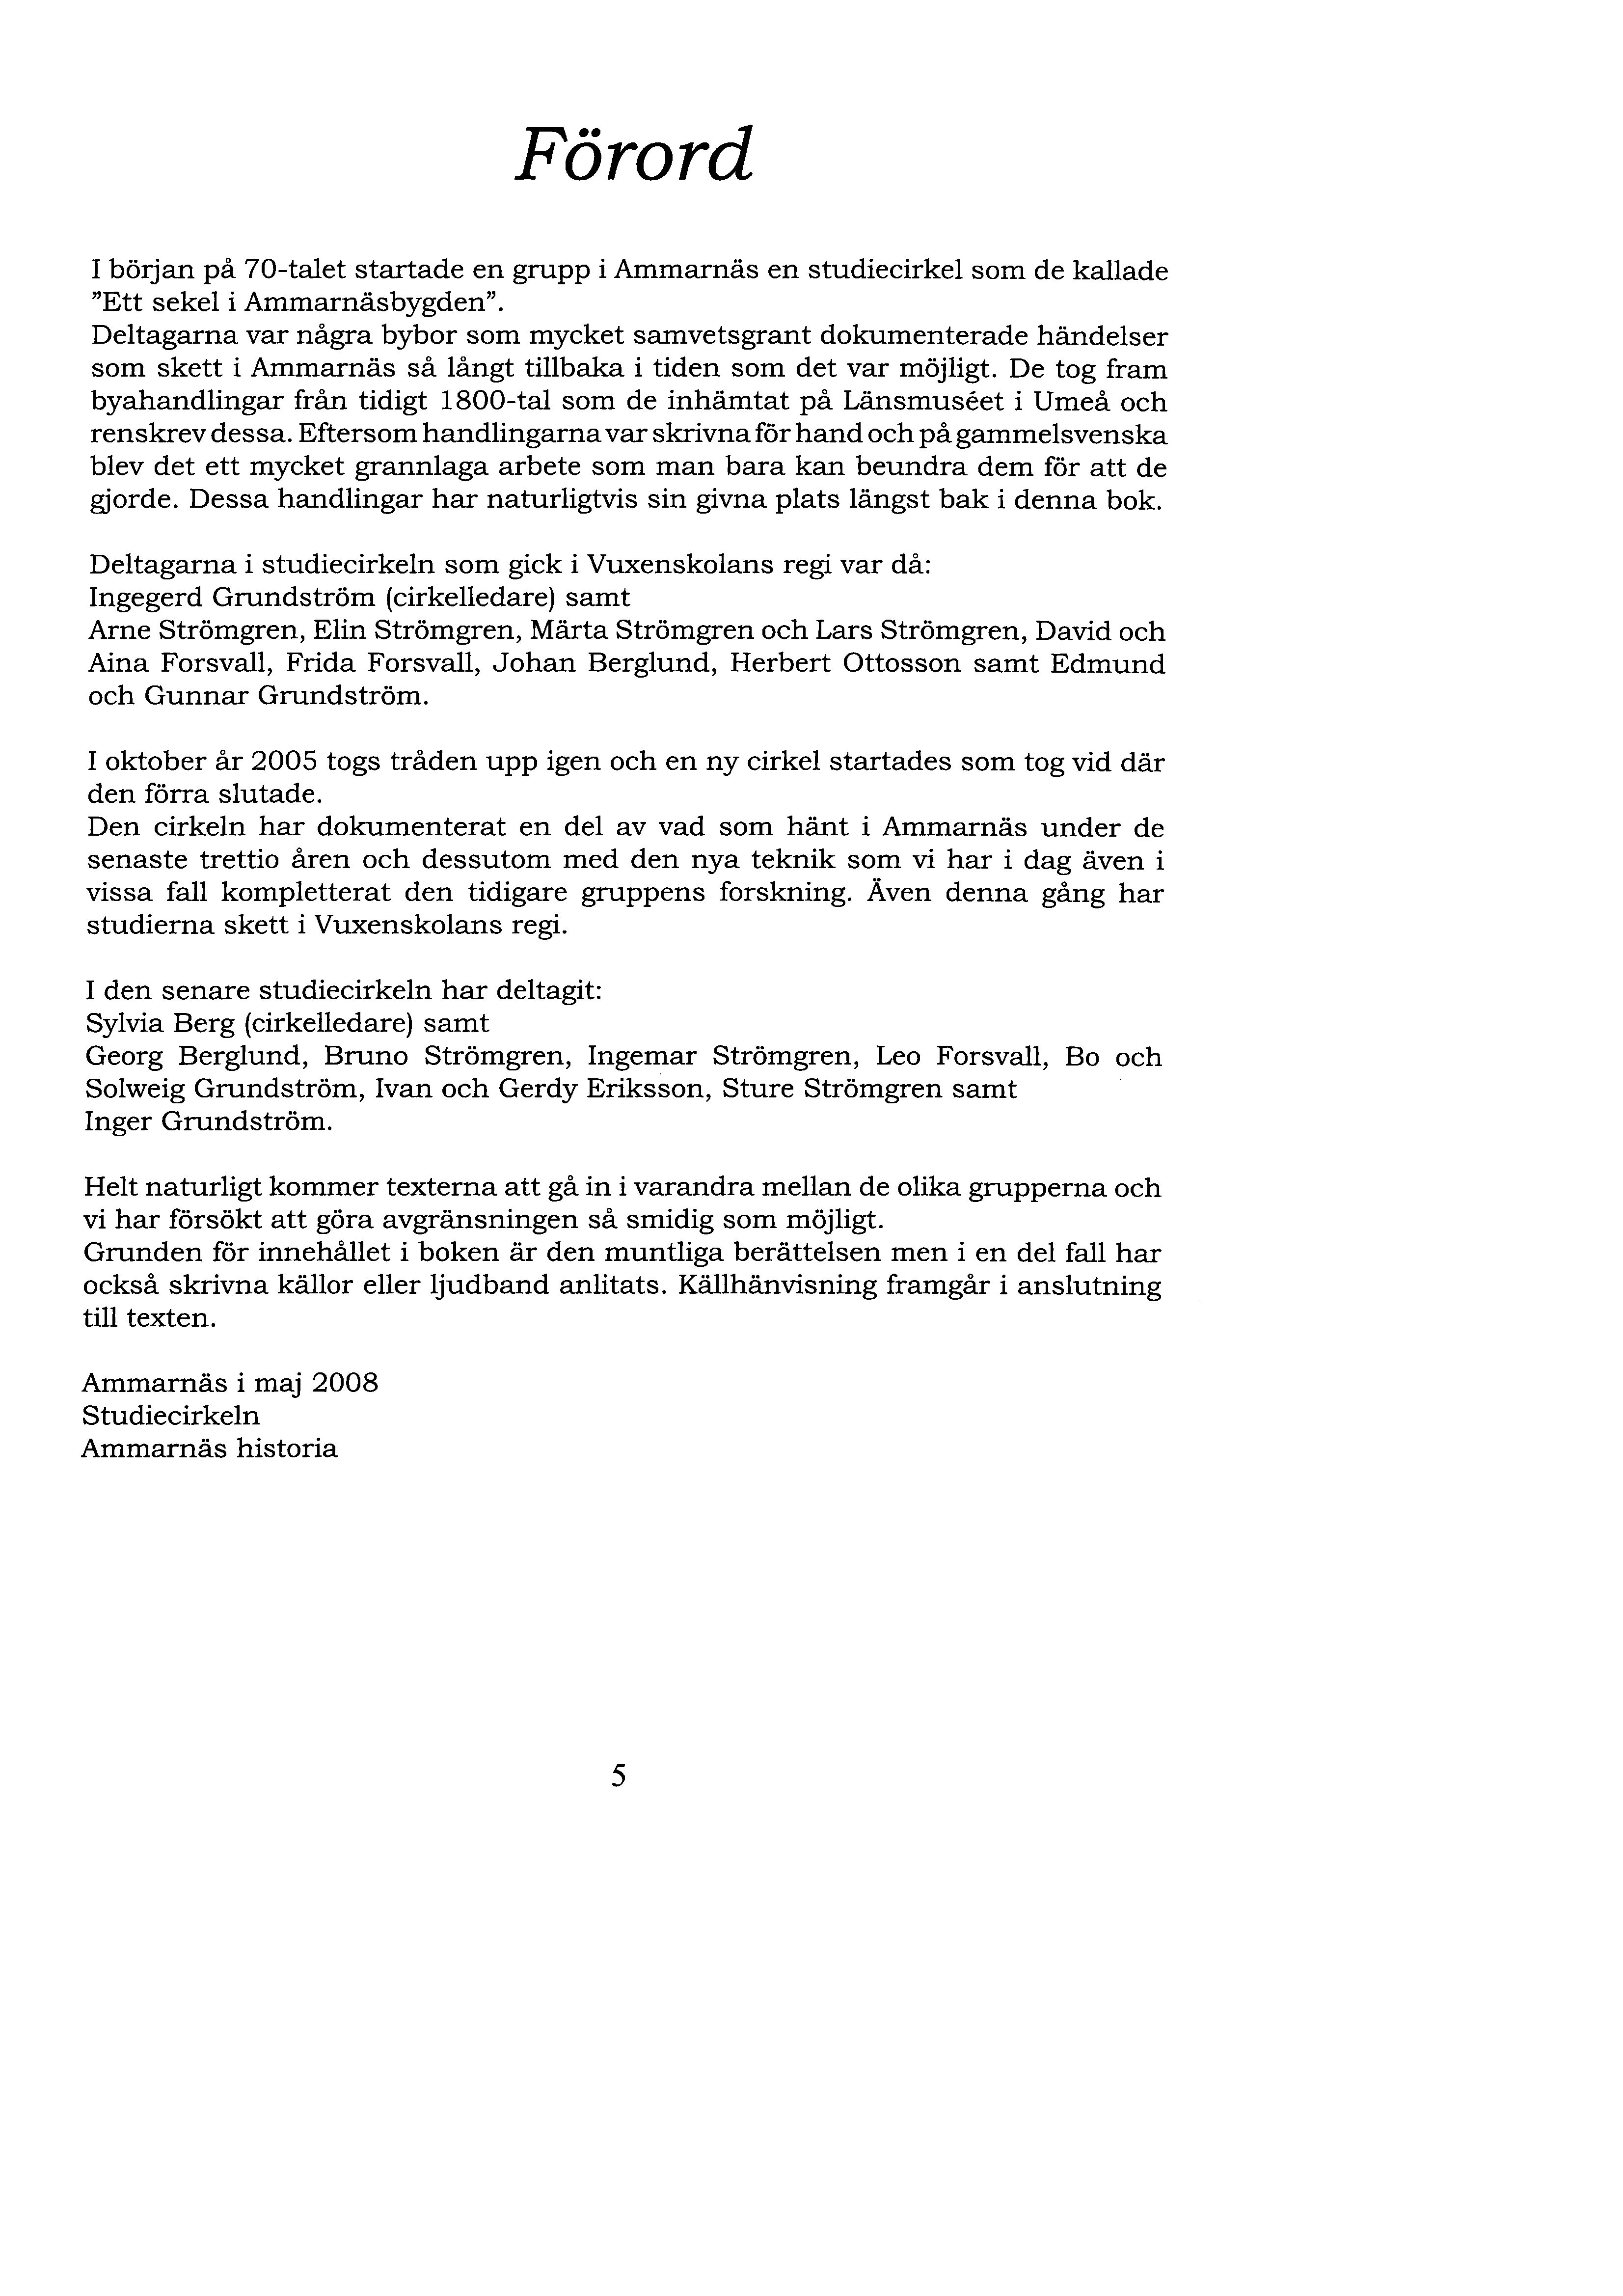 Förord
I början på 70-talet startade en grupp i Ammarnäs en studiecirkel som de kallade
”Ett sekel i Ammarnäsbygden”.
Deltagarna var några bybor som mycket samvetsgrant dokumenterade händelser
som skett i Ammarnäs så långt tillbaka i tiden som det var möjligt. De tog fram
byahandlingar från tidigt 1800-tal som de inhämtat på Länsmuséet i Umeå och
renskrev dessa. Eftersom handlingarna var skrivna för hand och på gammelsvenska
blev det ett mycket grannlaga arbete som man bara kan beundra dem för att de
gjorde. Dessa handlingar har naturligtvis sin givna plats längst bak i denna bok.
Deltagarna i studiecirkeln som gick i Vuxenskolans regi var då:
Ingegerd Grundström (cirkelledare) samt
Arne Strömgren, Elin Strömgren, Märta Strömgren och Lars Strömgren, David och
Aina Forsvall, Frida Forsvall, Johan Berglund, Herbert Ottosson samt Edmund
och Gunnar Grundström.
I oktober år 2005 togs tråden upp igen och en ny cirkel startades som tog vid där
den förra slutade.
Den cirkeln har dokumenterat en del av vad som hänt i Ammarnäs under de
senaste trettio åren och dessutom med den nya teknik som vi har i dag även i
vissa fall kompletterat den tidigare gruppens forskning. Även denna gång har
studierna skett i Vuxenskolans regi.
I den senare studiecirkeln har deltagit:
Sylvia Berg (cirkelledare) samt
Georg Berglund, Bruno Strömgren, Ingemar Strömgren, Leo Forsvall, Bo och
Solweig Grundström, Ivan och Gerdy Eriksson, Sture Strömgren samt
Inger Grundström.
Helt naturligt kommer texterna att gå in i varandra mellan de olika grupperna och
vi har försökt att göra avgränsningen så smidig som möjligt.
Grunden för innehållet i boken är den muntliga berättelsen men i en del fall har
också skrivna källor eller ljudband anlitats. Källhänvisning framgår i anslutning
till texten.
Ammarnäs i maj 2008
Studiecirkeln
Ammarnäs historia
5